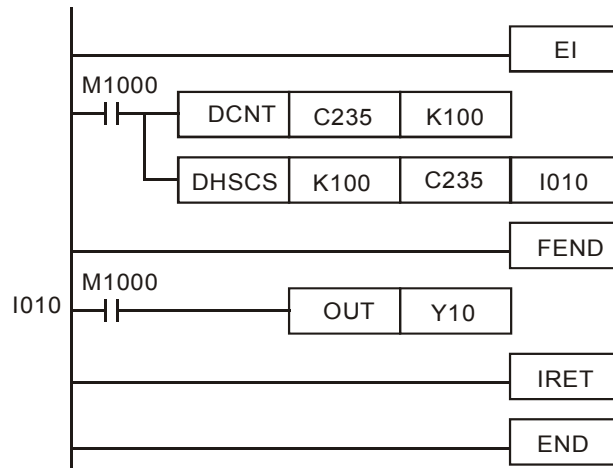 EI
M1000
DCNT C235 K100
DHSCS K100 C235 I010
FEND
M1000
I010 OUT Y10
IRET
END